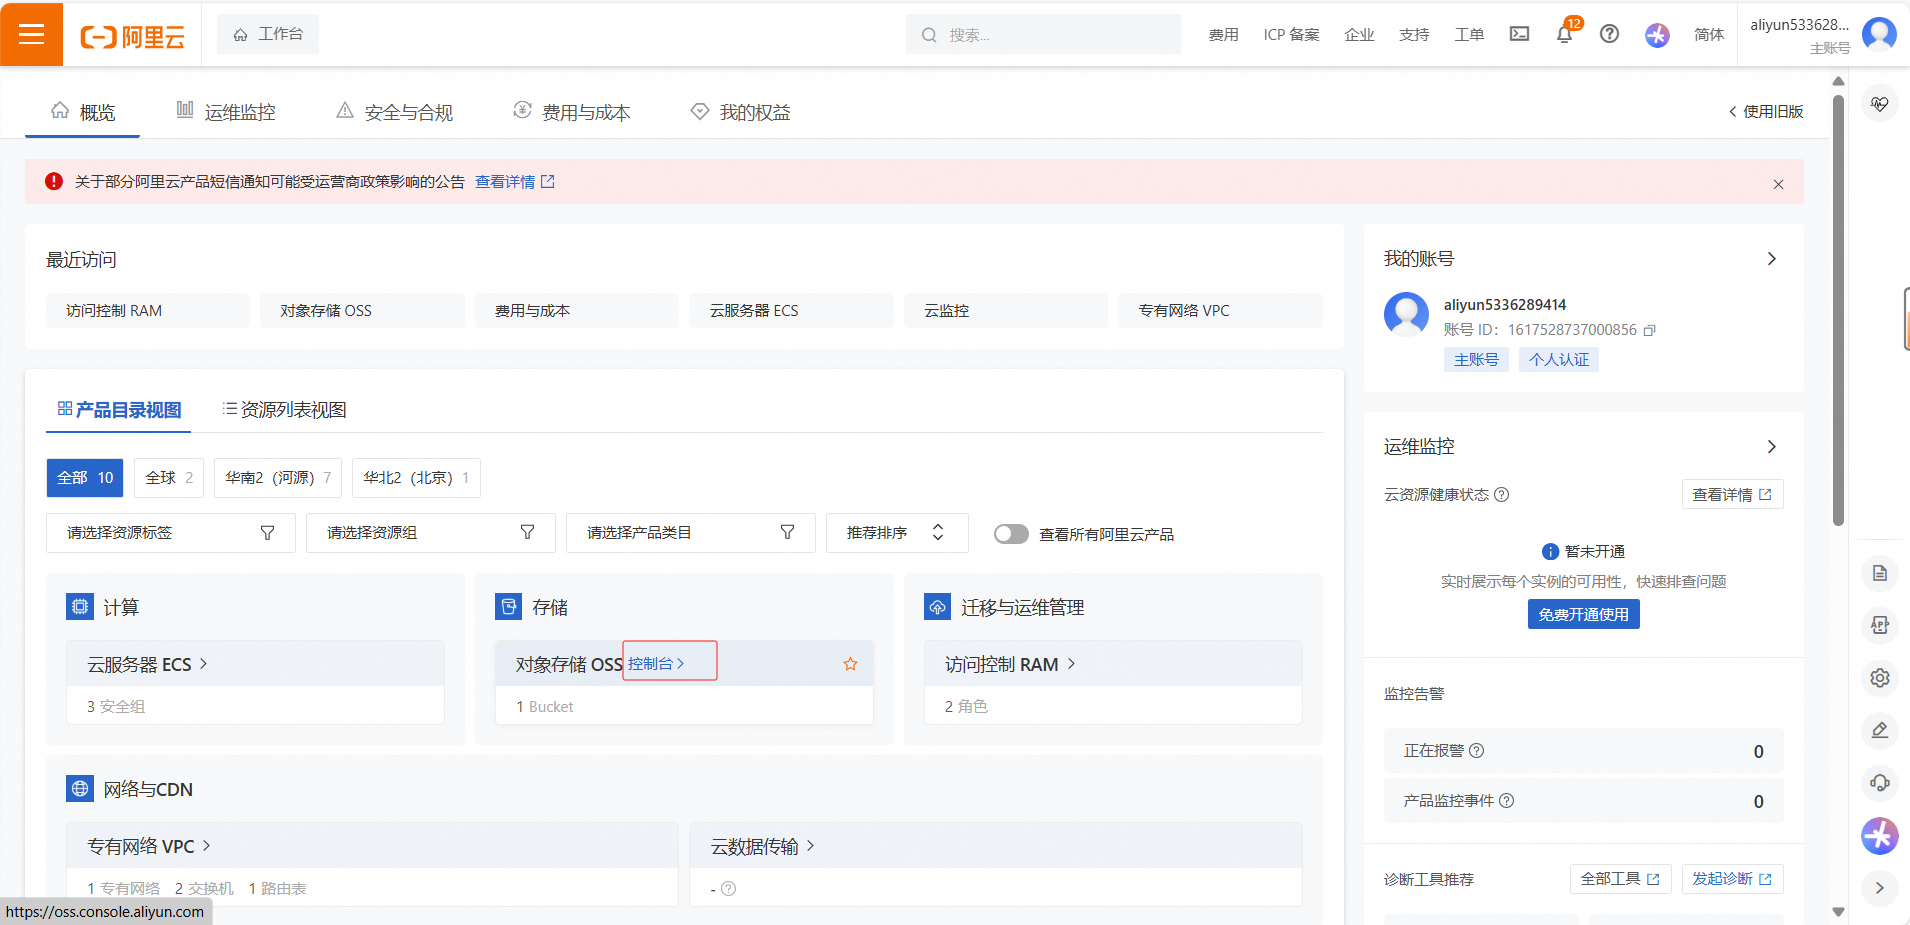 阿里云
工作台
搜索...
费用
ICP 备案
企业
支持
工单
12
简体
aliyun533628...
主账号
概览
运维监控
安全与合规
费用与成本
我的权益
使用旧版
关于部分阿里云产品短信通知可能受运营商政策影响的公告 查看详情
最近访问
访问控制 RAM
对象存储 OSS
费用与成本
云服务器 ECS
云监控
专有网络 VPC
产品目录视图
资源列表视图
全部 10
全球 2
华南2（河源） 7
华北2（北京） 1
请选择资源标签
请选择资源组
请选择产品类目
推荐排序
查看所有阿里云产品
计算
云服务器 ECS
3 安全组
存储
对象存储 OSS 控制台
1 Bucket
迁移与运维管理
访问控制 RAM
2 角色
网络与CDN
专有网络 VPC
1 专有网络 2 交换机 1 路由表
云数据传输
-
我的账号
aliyun5336289414
账号 ID：1617528737000856
主账号
个人认证
运维监控
云资源健康状态
查看详情
暂未开通
实时展示每个实例的可用性，快速排查问题
免费开通使用
监控告警
正在报警 0
产品监控事件 0
诊断工具推荐
全部工具
发起诊断
APP
https://oss.console.aliyun.com